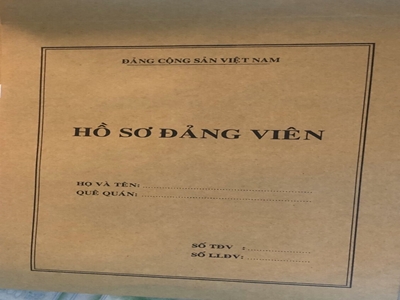 ĐẢNG CỘNG SẢN VIỆT NAM
HỒ SƠ ĐẢNG VIÊN
HỌ VÀ TÊN:
QUÊ QUÁN:
SỐ TĐV :
SỐ LLĐV: